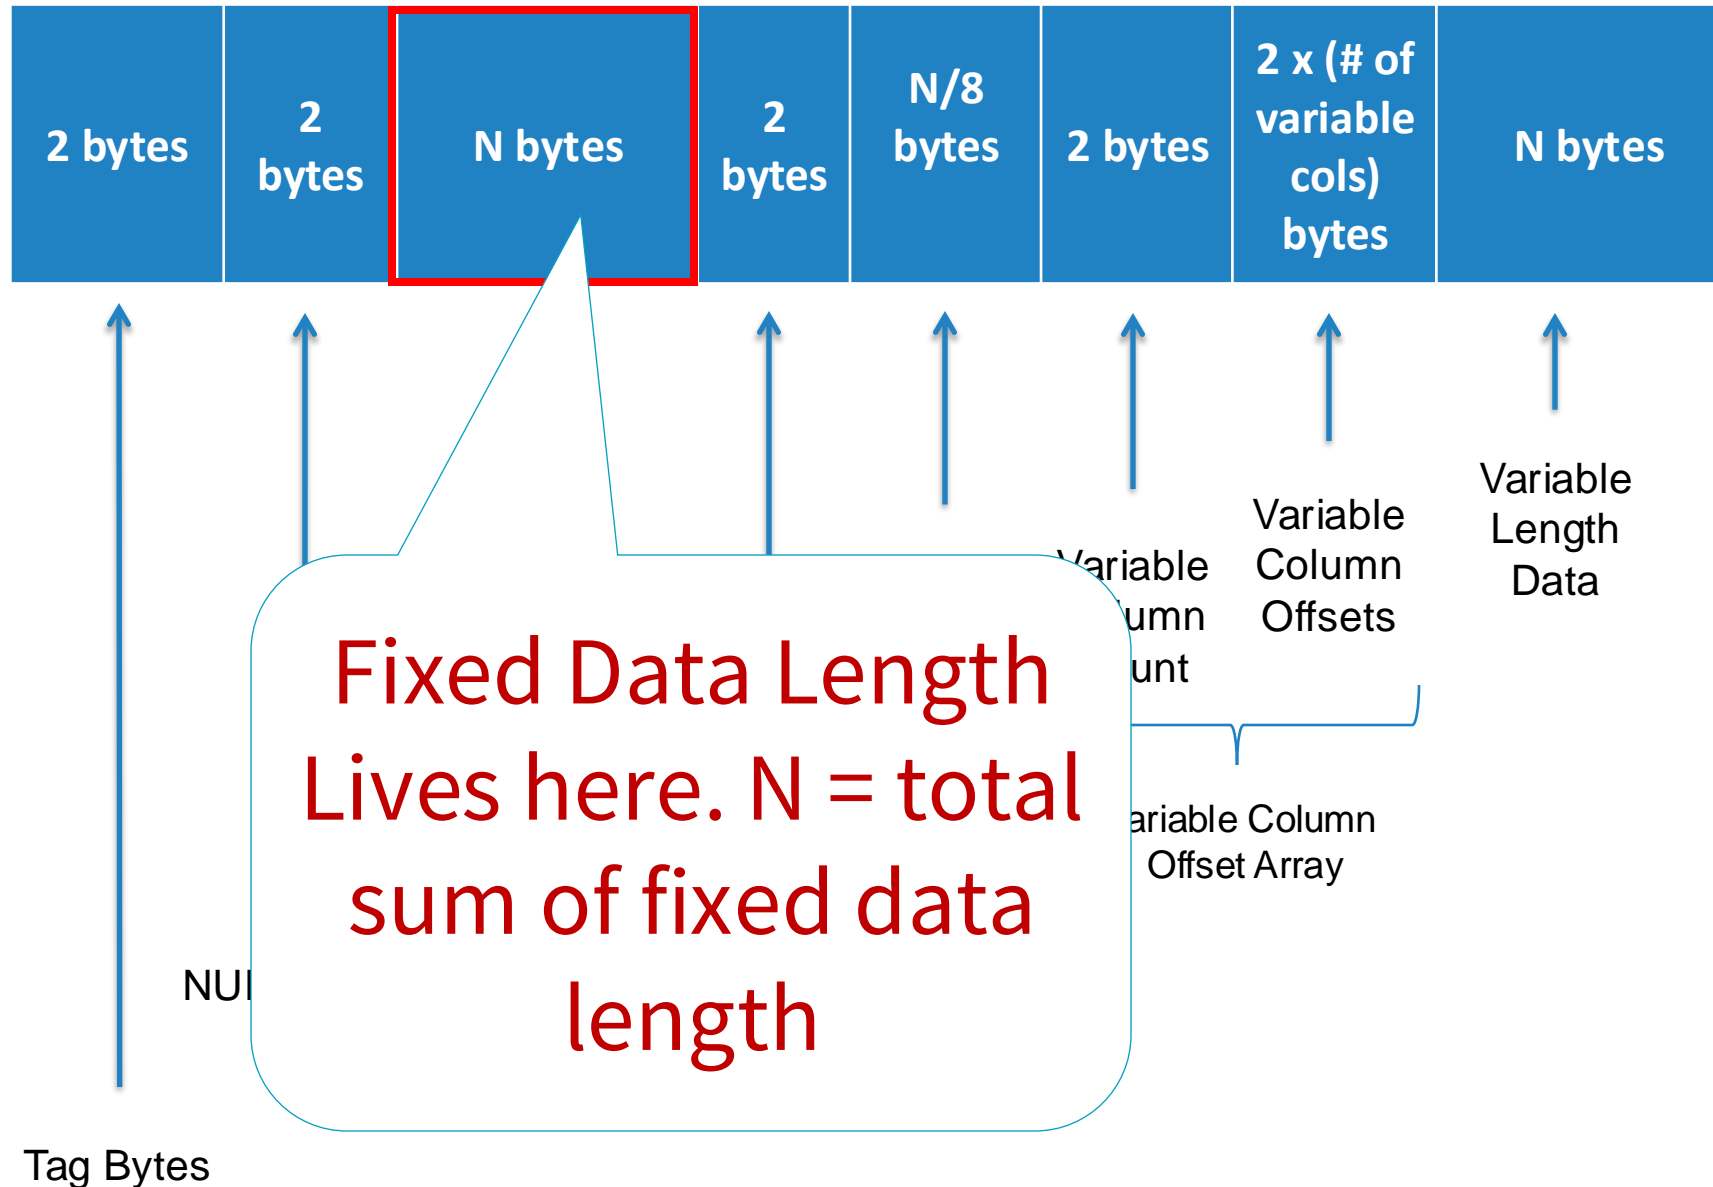 2 bytes
2
bytes
N bytes
2
bytes
N/8
bytes
2 bytes
2 x (# of
variable
cols)
bytes
N bytes
Variable
Length
Data
Variable
Column
Offsets
Fixed Data Length
Lives here. N = total
sum of fixed data
length
Offset Array
Column
Tag Bytes